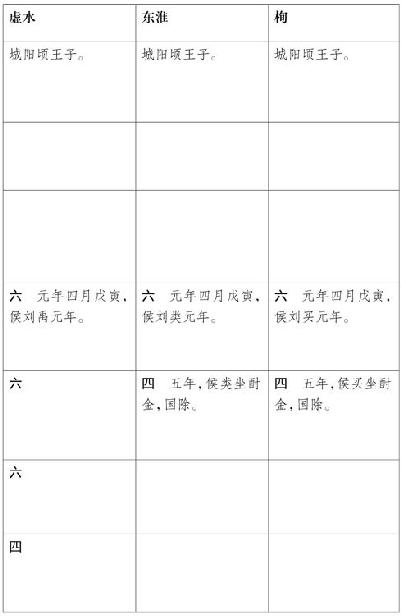 虚水 东淮 栒
城阳顷王子。 城阳顷王子。 城阳顷王子。
六 元年四月戊寅, 六 元年四月戊寅, 六 元年四月戊寅,
侯刘禹元年。 侯刘类元年。 侯刘买元年。
六 四 五年,侯类坐酎 四 五年,侯买坐酎
金,国除。 金,国除。
六
四